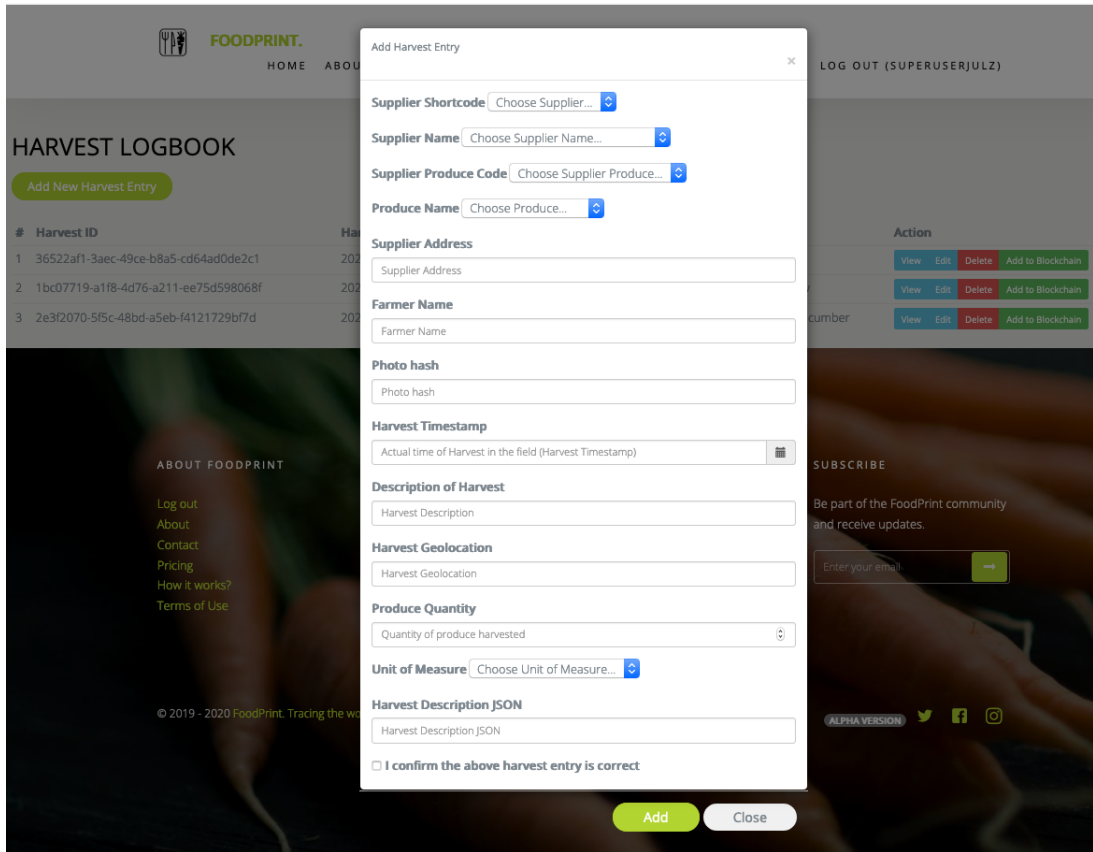 FOODPRINT.
HOME ABOU
LOG OUT (SUPERUSERJULZ)
HARVEST LOGBOOK
Add New Harvest Entry
# Harvest ID Har Action
1 36522af1-3aec-49ce-b8a5-cd64ad0de2c1 202 View Edit Delete Add to Blockchain
2 1bc07719-a1f8-4d76-a211-ee75d598068f 202 View Edit Delete Add to Blockchain
3 2e3f2070-5f5c-48bd-a5eb-f4121729bf7d 202 cumber View Edit Delete Add to Blockchain
Add Harvest Entry
×
Supplier Shortcode Choose Supplier...
Supplier Name Choose Supplier Name...
Supplier Produce Code Choose Supplier Produce...
Produce Name Choose Produce...
Supplier Address
Supplier Address
Farmer Name
Farmer Name
Photo hash
Photo hash
Harvest Timestamp
Actual time of Harvest in the field (Harvest Timestamp)
Description of Harvest
Harvest Description
Harvest Geolocation
Harvest Geolocation
Produce Quantity
Quantity of produce harvested
Unit of Measure Choose Unit of Measure...
Harvest Description JSON
Harvest Description JSON
I confirm the above harvest entry is correct
Add Close
ABOUT FOODPRINT
Log out
About
Contact
Pricing
How it works?
Terms of Use
SUBSCRIBE
Be part of the FoodPrint community
and receive updates.
Enter your email
© 2019 - 2020 FoodPrint. Tracing the wo
ALPHA VERSION